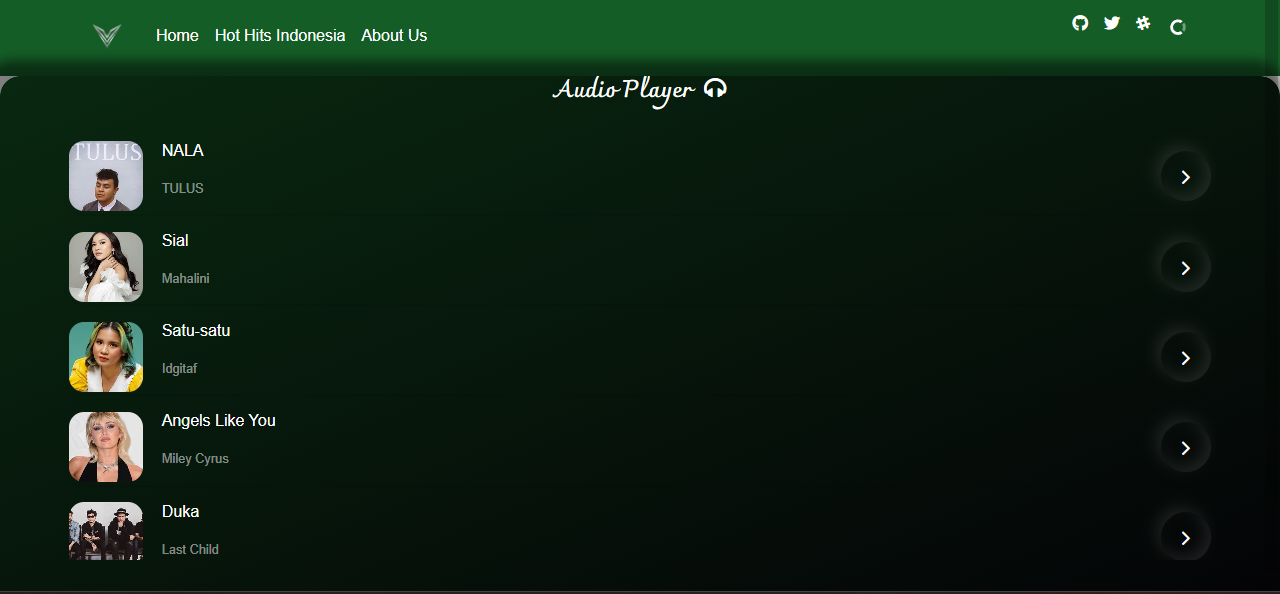 Home Hot Hits Indonesia About Us
Audio Player
TULUS
NALA
TULUS
Sial
Mahalini
Satu-satu
Idgitaf
Angels Like You
Miley Cyrus
Duka
Last Child